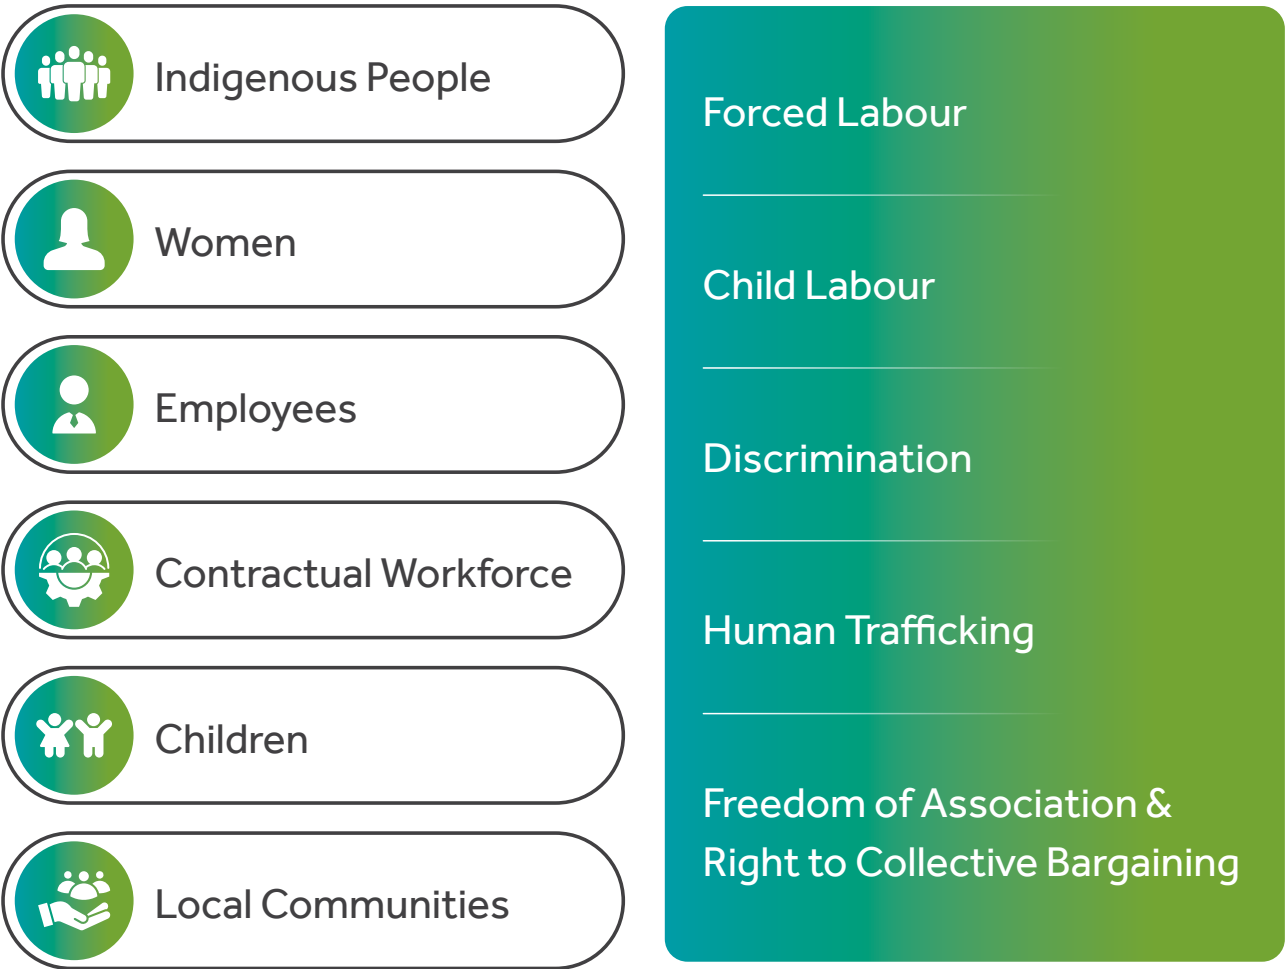 Indigenous People
Women
Employees
Contractual Workforce
Children
Local Communities
Forced Labour
Child Labour
Discrimination
Human Trafficking
Freedom of Association &
Right to Collective Bargaining